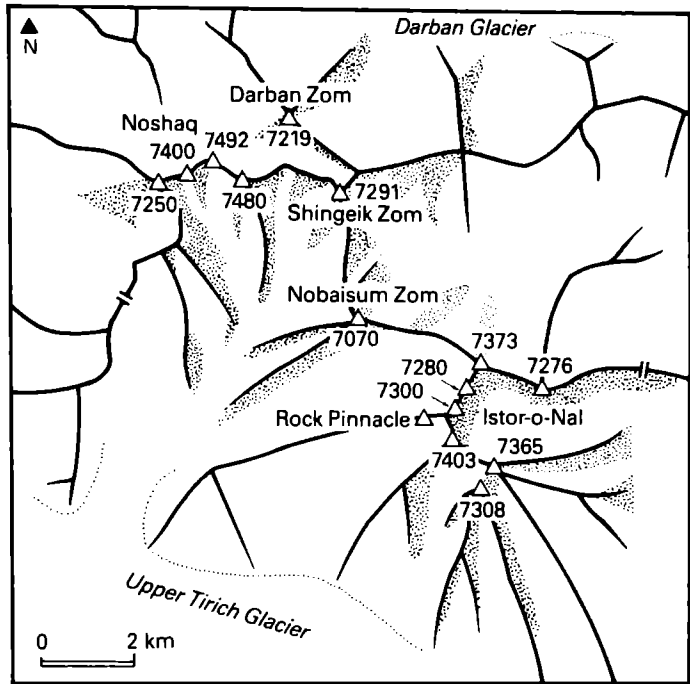 N
Darban Glacier
Darban Zom
7219
Noshaq
7492
7400
7250
7480
7291
Shingeik Zom
Nobaisum Zom
7070
7373
7280
7276
7300
Rock Pinnacle
Istor-o-Nal
7403
7365
7308
Upper Tirich Glacier
0 2 km